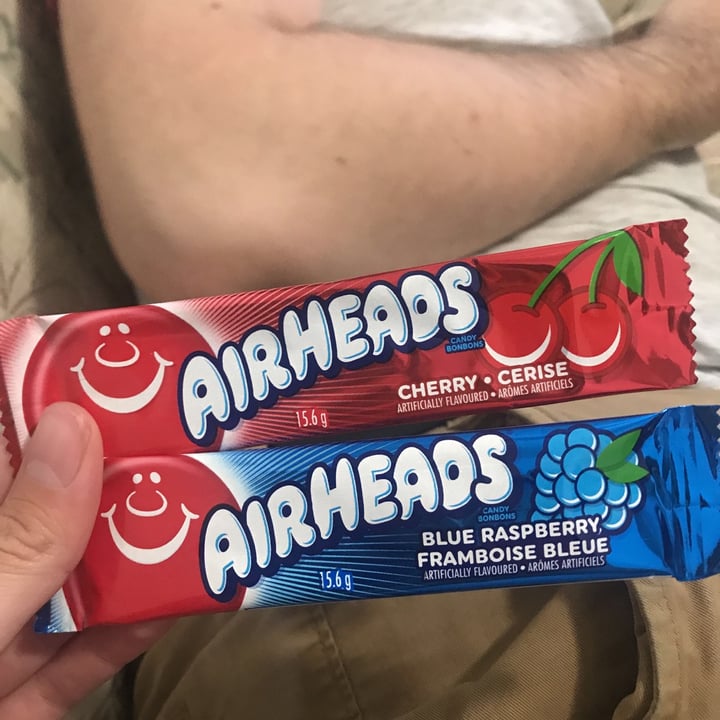 AIRHEADS
CANDY
BONBONS
CHERRY • CERISE
ARTIFICIALLY FLAVOURED • ARÔMES ARTIFICIELS
15.6 g
AIRHEADS
CANDY
BONBONS
BLUE RASPBERRY,
FRAMBOISE BLEUE
ARTIFICIALLY FLAVOURED • ARÔMES ARTIFICIELS
15.6 g